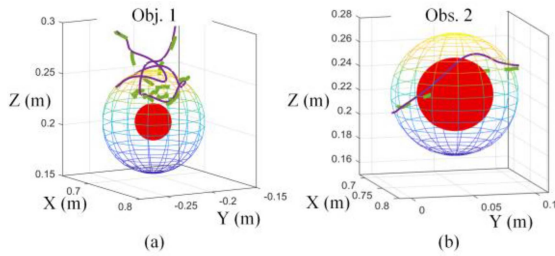 Obj. 1
Obs. 2
0.3
0.25
Z (m)
0.2
0.15
0.7
X (m)
0.8
-0.15
-0.2
-0.25
Y (m)
(a)
0.28
0.26
0.24
Z (m)
0.22
0.2
0.18
0.16
0.7
X (m)
0.75
0.8
0
0.05
0.1
Y (m)
(b)